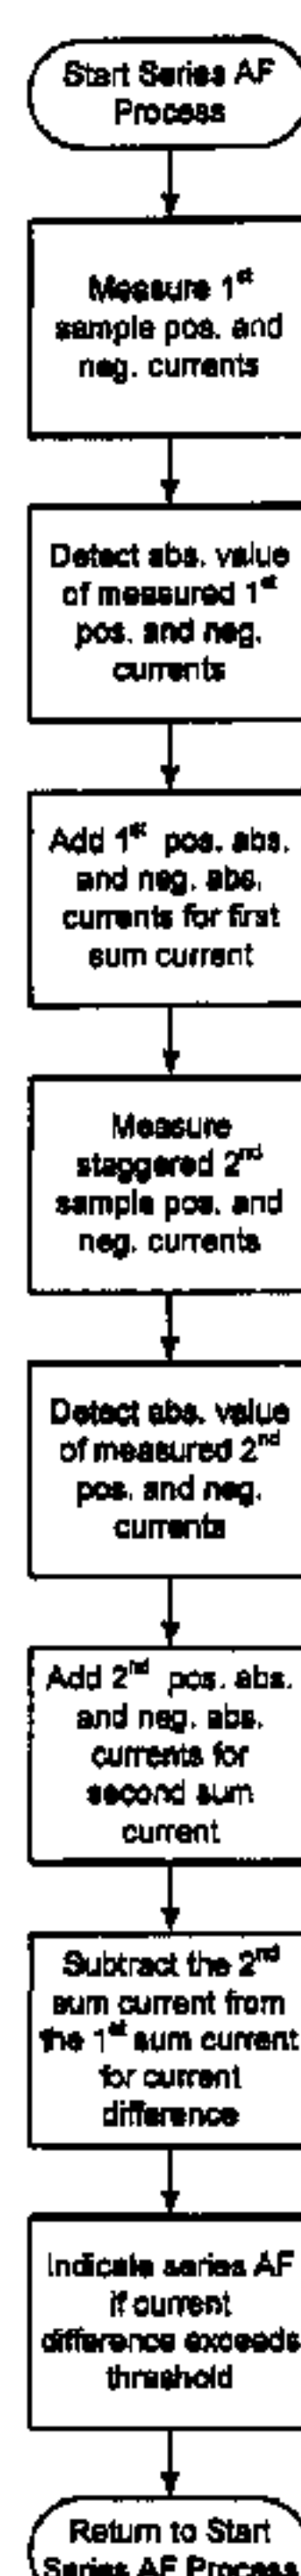 Start Series AF
Process
Measure 1st
sample pos. and
neg. currents
Detect abs. value
of measured 1st
pos. and neg.
currents
Add 1st pos. abs.
and neg. abs.
currents for first
sum current
Measure
staggered 2nd
sample pos. and
neg. currents
Detect abs. value
of measured 2nd
pos. and neg.
currents
Add 2nd pos. abs.
and neg. abs.
currents for
second sum
current
Subtract the 2nd
sum current from
the 1st sum current
for current
difference
Indicate series AF
if current
difference exceeds
threshold
Return to Start
Series AF Process